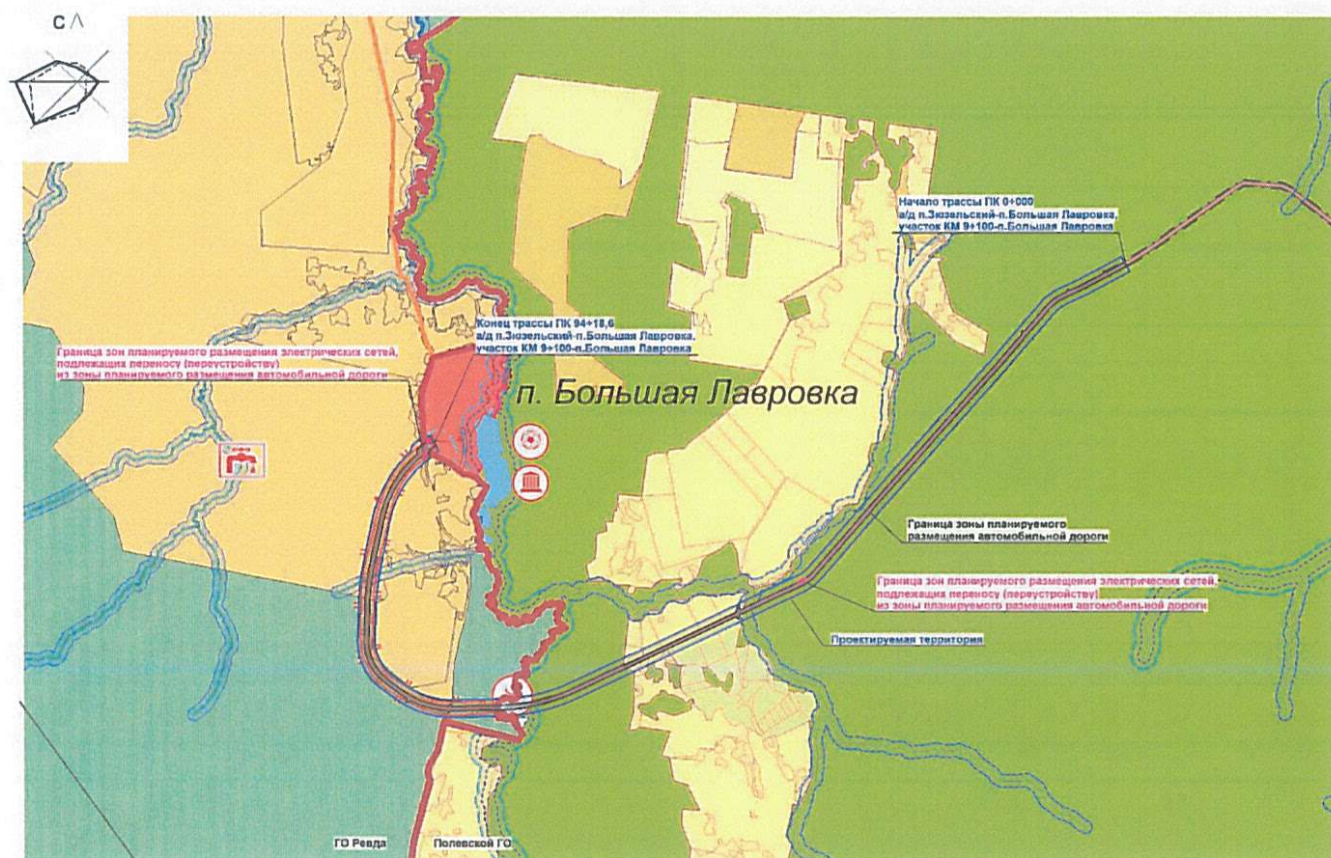 С
Начало трассы ПК 0+000
а/д п.Зюзельский-п.Большая Лавровка,
участок КМ 9+100-п.Большая Лавровка
Конец трассы ПК 94+18,6
а/д п.Зюзельский-п.Большая Лавровка,
участок КМ 9+100-п.Большая Лавровка
Граница зон планируемого размещения электрических сетей,
подлежащих переносу (переустройству)
из зоны планируемого размещения автомобильной дороги
п. Большая Лавровка
Граница зоны планируемого
размещения автомобильной дороги
Граница зон планируемого размещения электрических сетей,
подлежащих переносу (переустройству)
из зоны планируемого размещения автомобильной дороги
Проектируемая территория
ГО Ревда
Полевской ГО